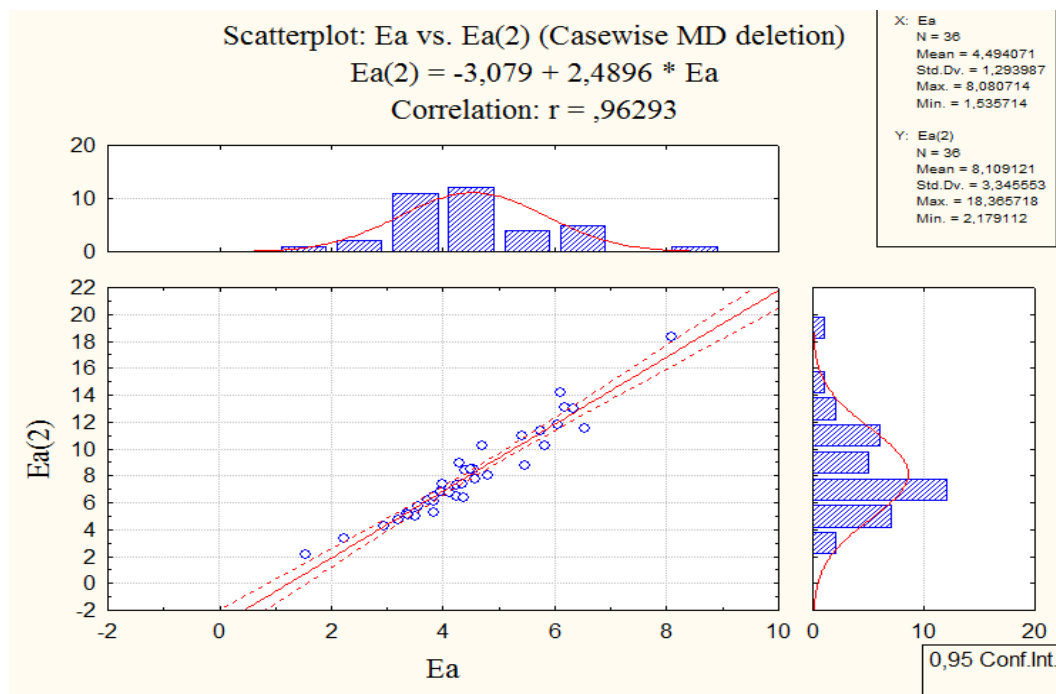 Scatterplot: Ea vs. Ea(2) (Casewise MD deletion)
Ea(2) = -3,079 + 2,4896 * Ea
Correlation: r = ,96293
X: Ea
N = 36
Mean = 4,494071
Std.Dv. = 1,293987
Max. = 8,080714
Min. = 1,535714
Y: Ea(2)
N = 36
Mean = 8,109121
Std.Dv. = 3,345553
Max. = 18,365718
Min. = 2,179112
20
10
0
22
20
18
16
14
12
10
8
6
4
2
0
-2
Ea(2)
-2 0 2 4 6 8 10
Ea
0 10 20
0,95 Conf.Int.